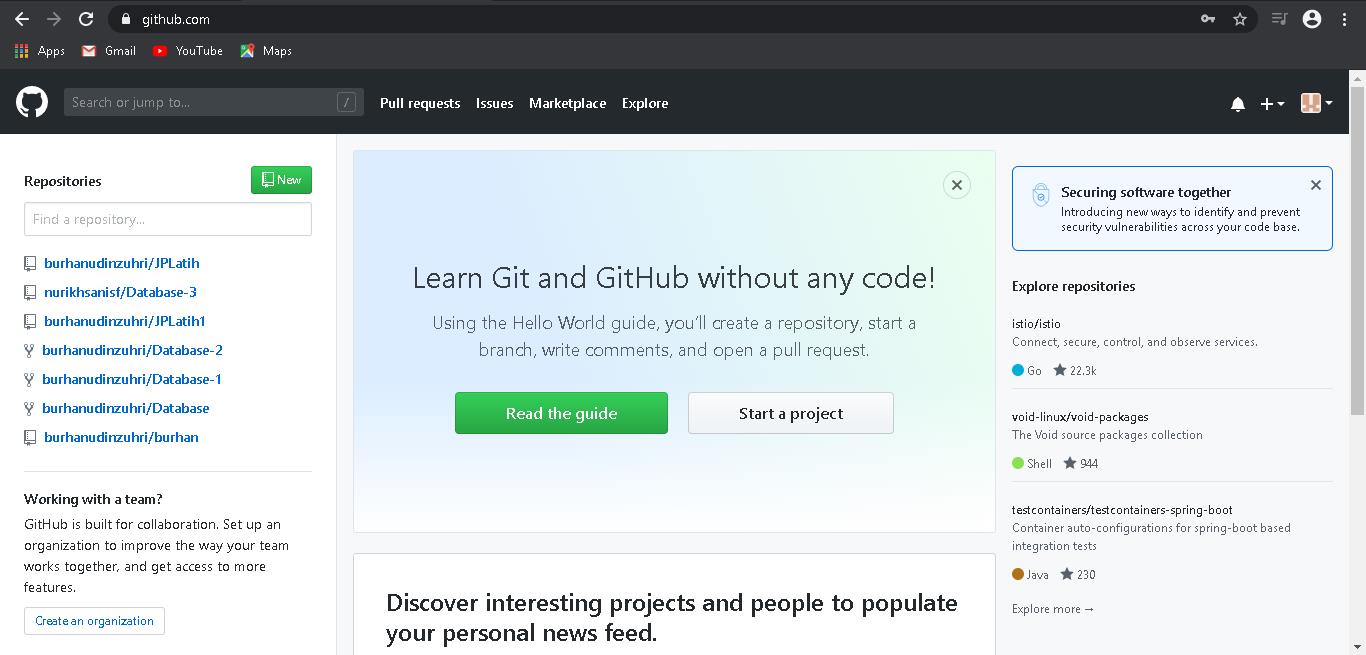 github.com
Apps Gmail YouTube Maps
Search or jump to... /
Pull requests Issues Marketplace Explore
Repositories
New
Find a repository...
burhanudinzuhri/JPLatih
nurikhsanisf/Database-3
burhanudinzuhri/JPLatih1
burhanudinzuhri/Database-2
burhanudinzuhri/Database-1
burhanudinzuhri/Database
burhanudinzuhri/burhan
Working with a team?
GitHub is built for collaboration. Set up an
organization to improve the way your team
works together, and get access to more
features.
Create an organization
Learn Git and GitHub without any code!
Using the Hello World guide, you’ll create a repository, start a
branch, write comments, and open a pull request.
Read the guide
Start a project
Discover interesting projects and people to populate
your personal news feed.
Securing software together
Introducing new ways to identify and prevent
security vulnerabilities across your code base.
Explore repositories
istio/istio
Connect, secure, control, and observe services.
Go 22.3k
void-linux/void-packages
The Void source packages collection
Shell 944
testcontainers/testcontainers-spring-boot
Container auto-configurations for spring-boot based
integration tests
Java 230
Explore more →